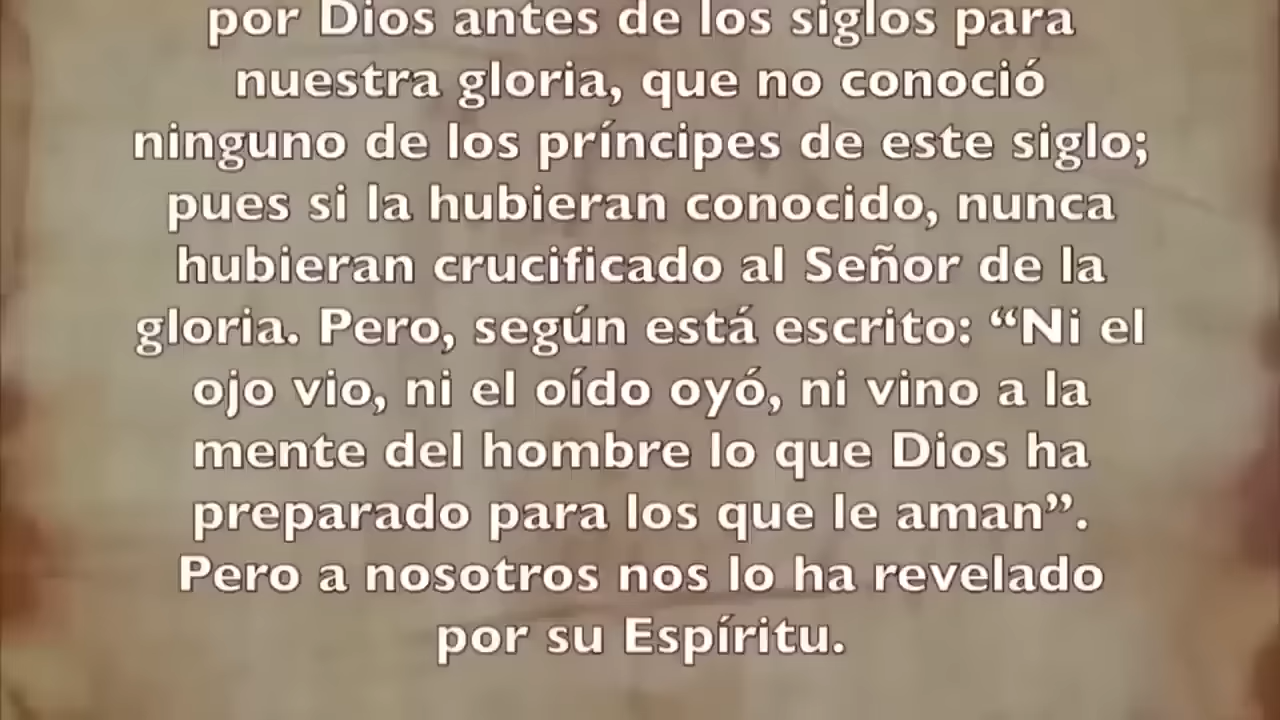 por Dios antes de los siglos para
nuestra gloria, que no conoció
ninguno de los príncipes de este siglo;
pues si la hubieran conocido, nunca
hubieran crucificado al Señor de la
gloria. Pero, según está escrito: “Ni el
ojo vio, ni el oído oyó, ni vino a la
mente del hombre lo que Dios ha
preparado para los que le aman”.
Pero a nosotros nos lo ha revelado
por su Espíritu.